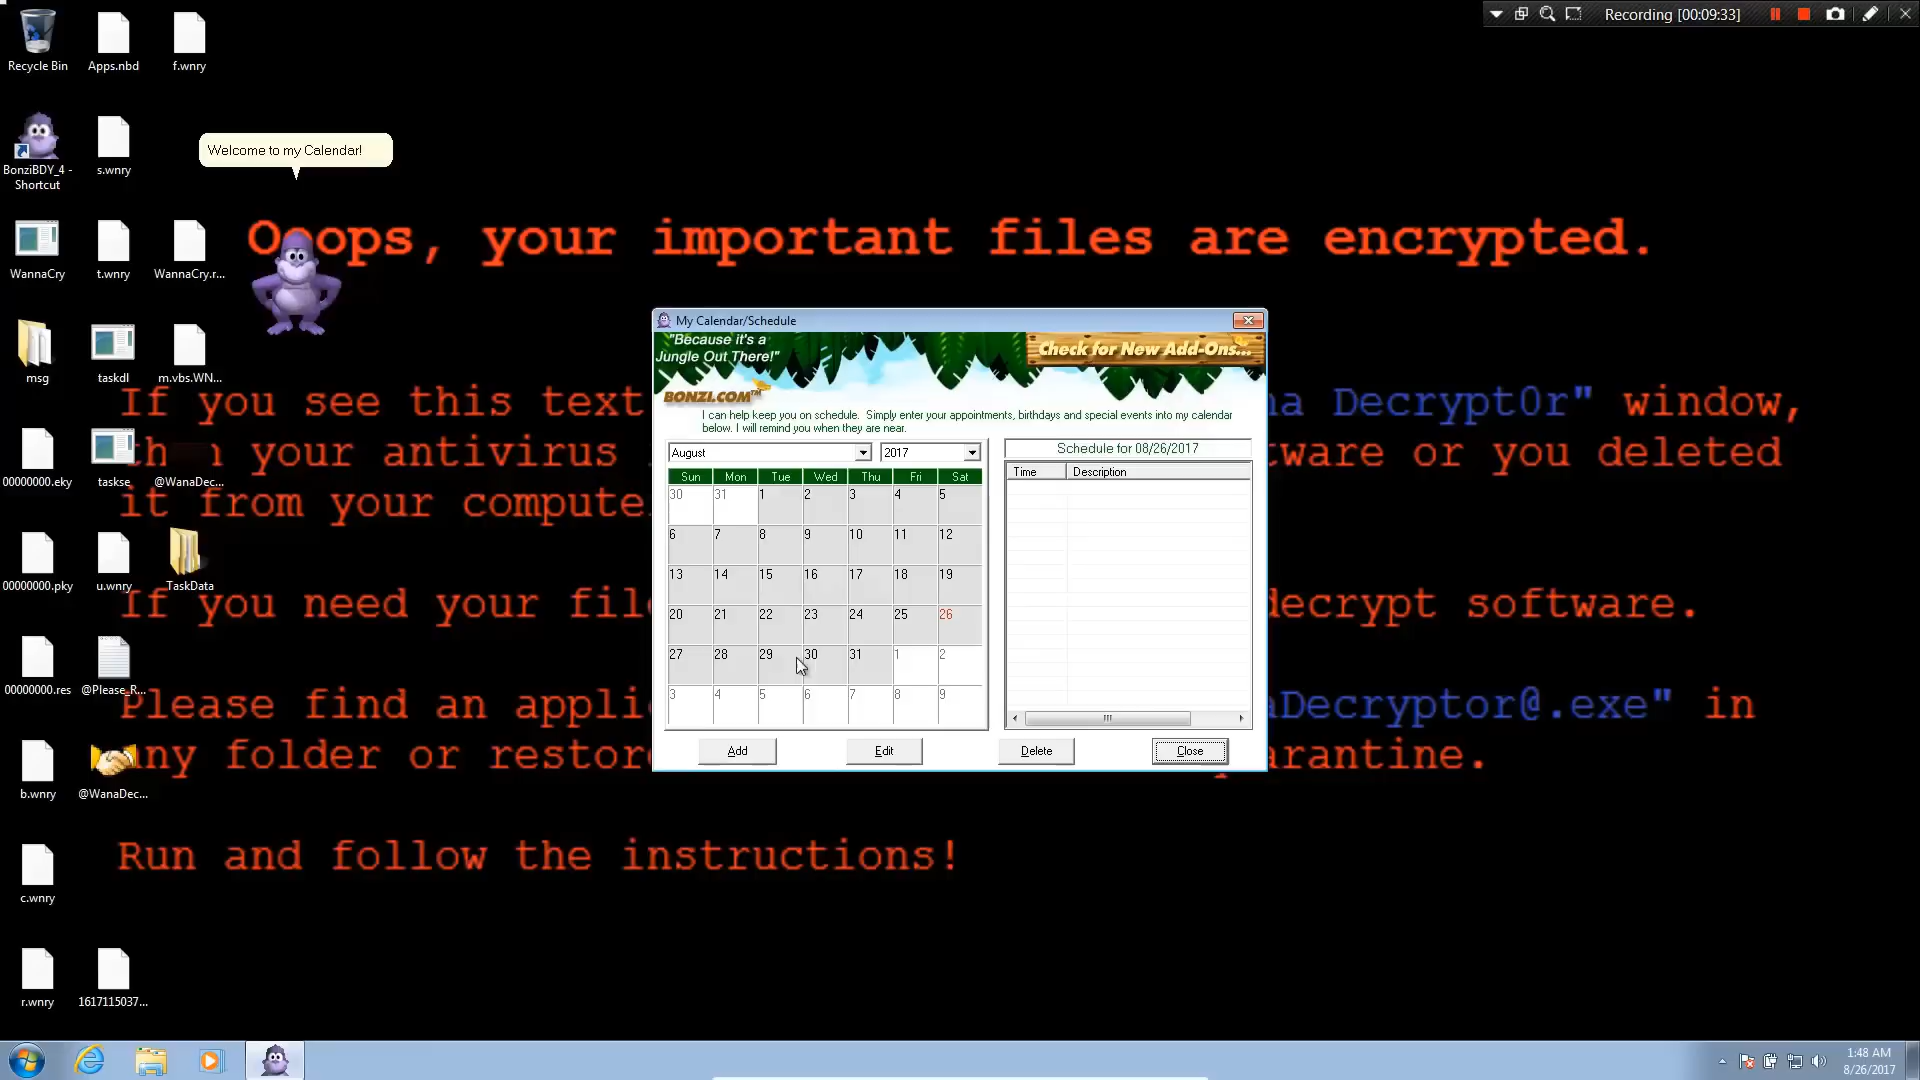 Recording [00:09:33]
Recycle Bin
Apps.nbd
f.wnry
BonziBDY_4 -
Shortcut
s.wnry
Welcome to my Calendar!
WannaCry
t.wnry
WannaCry.r...
Ooops, your important files are encrypted.
msg
taskdl
m.vbs.WN...
If you see this text
na Decrypt0r" window,
your antivirus
tware or you deleted
it from your compute
00000000.eky
taskse
@WanaDec...
00000000.pky
u.wnry
TaskData
If you need your fil
decrypt software.
00000000.res
@Please_R...
Please find an appli
aDecryptor@.exe" in
any folder or restor
arantine.
b.wnry
@WanaDec...
Run and follow the instructions!
c.wnry
r.wnry
1617115037...
My Calendar/Schedule
"Because it's a
Jungle Out There!"
Check for New Add-Ons...
BONZI.COM™
I can help keep you on schedule. Simply enter your appointments, birthdays and special events into my calendar
below. I will remind you when they are near.
August
2017
Sun Mon Tue Wed Thu Fri Sat
30 31 1 2 3 4 5
6 7 8 9 10 11 12
13 14 15 16 17 18 19
20 21 22 23 24 25 26
27 28 29 30 31 1 2
3 4 5 6 7 8 9
Schedule for 08/26/2017
Time Description
Add
Edit
Delete
Close
1:48 AM
8/26/2017